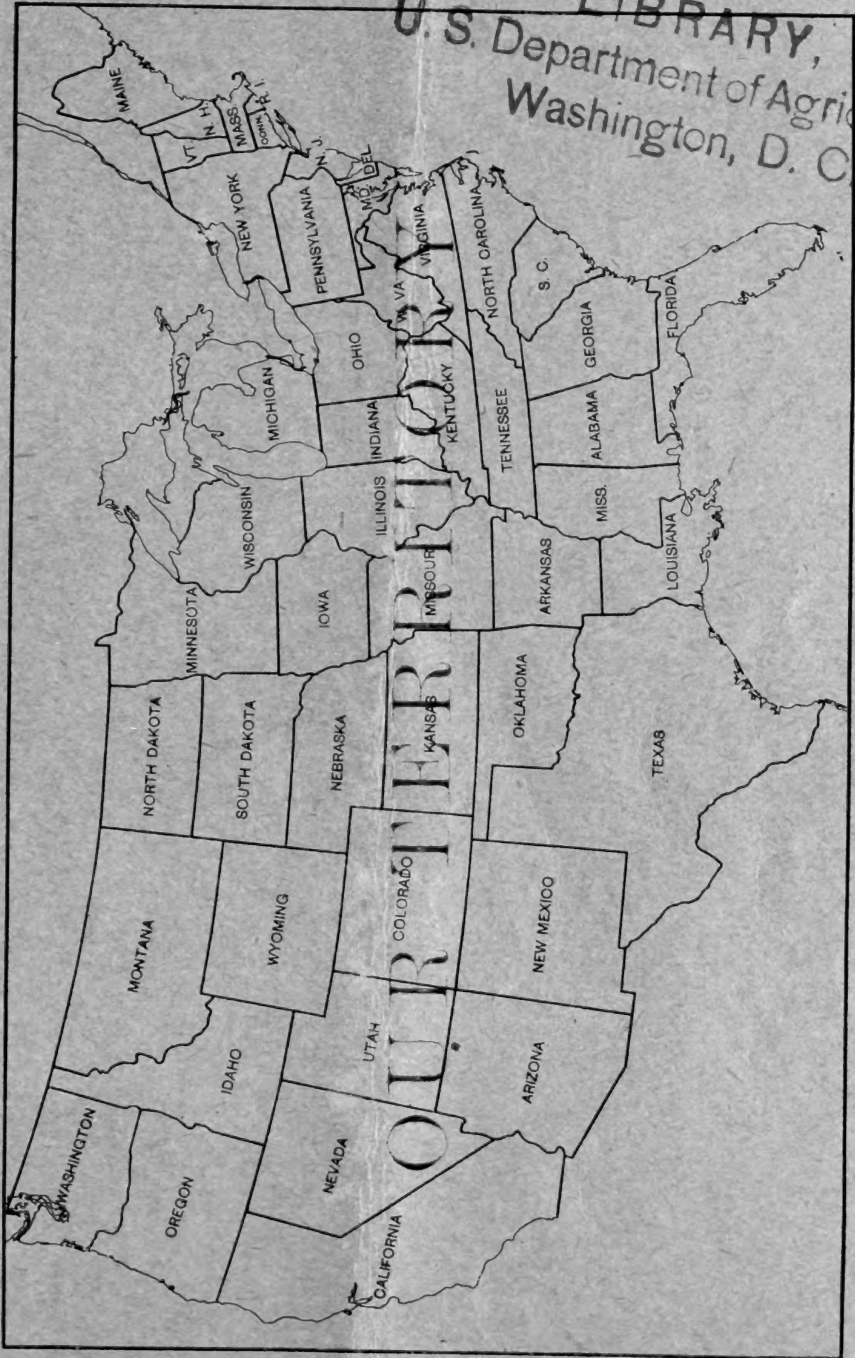 LIBRARY,
U. S. Department of Agric
Washington, D. C.
OUR TERRITORY
WASHINGTON
OREGON
CALIFORNIA
NEVADA
IDAHO
MONTANA
WYOMING
UTAH
COLORADO
ARIZONA
NEW MEXICO
NORTH DAKOTA
SOUTH DAKOTA
NEBRASKA
KANSAS
OKLAHOMA
TEXAS
MINNESOTA
IOWA
MISSOURI
ARKANSAS
LOUISIANA
WISCONSIN
ILLINOIS
MICHIGAN
INDIANA
OHIO
KENTUCKY
TENNESSEE
MISS.
ALABAMA
GEORGIA
FLORIDA
S. C.
NORTH CAROLINA
VIRGINIA
W. VA
MD.
DEL
N. J.
PENNSYLVANIA
NEW YORK
CONN.
R. I.
MASS
VT.
N. H.
MAINE